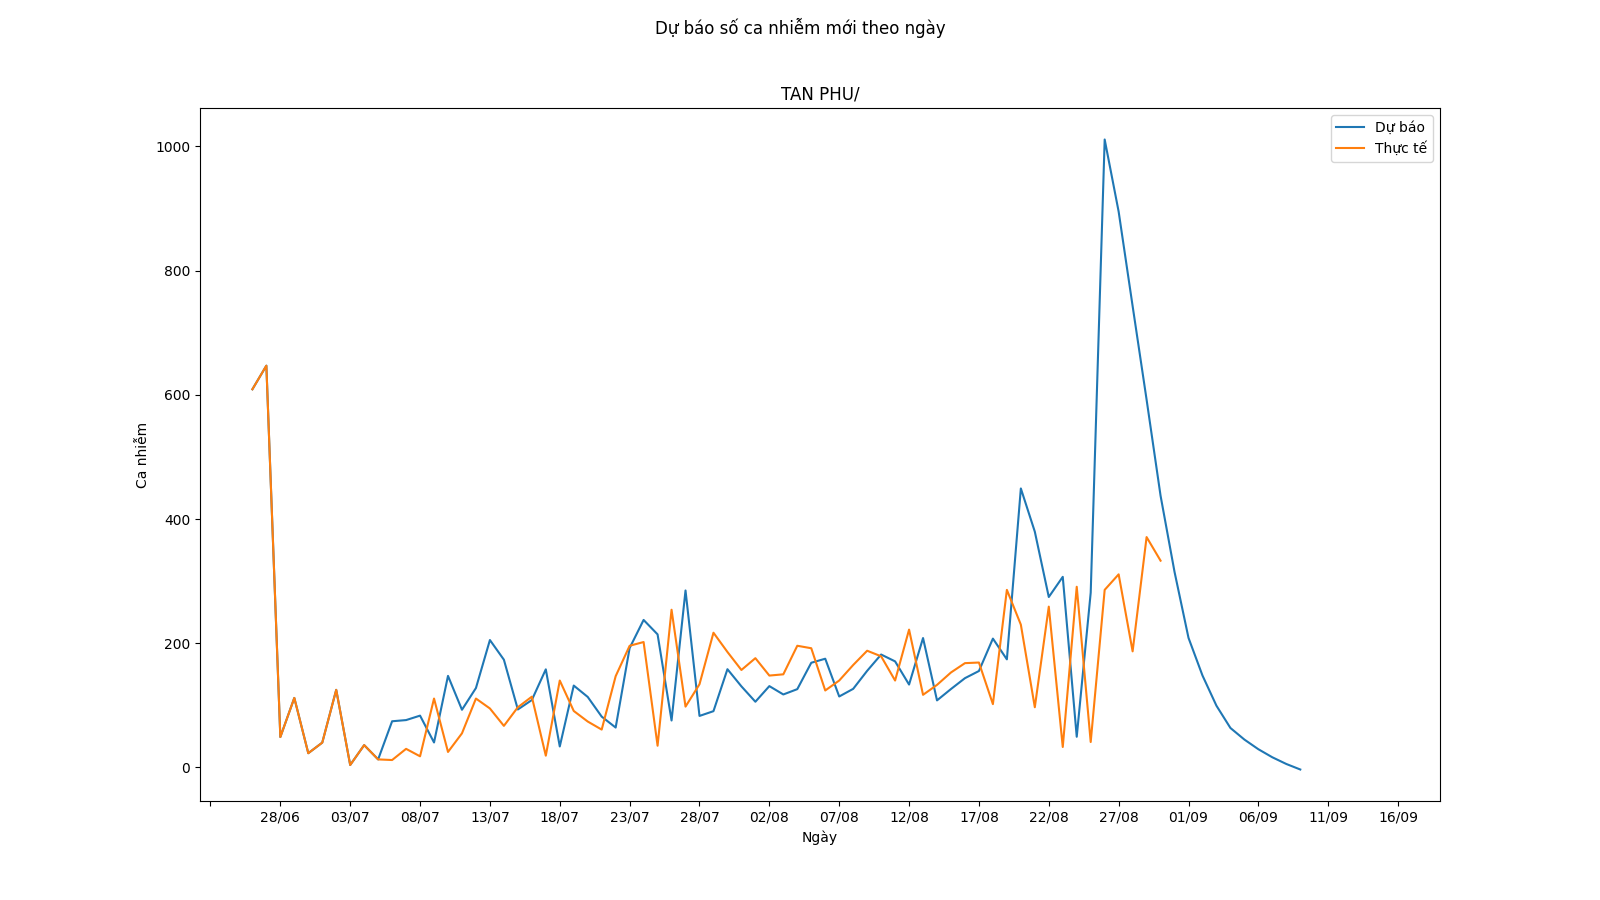 Dự báo số ca nhiễm mới theo ngày
TAN PHU/
Dự báo
Thực tế
1000
800
600
400
200
0
Ca nhiễm
28/06 03/07 08/07 13/07 18/07 23/07 28/07 02/08 07/08 12/08 17/08 22/08 27/08 01/09 06/09 11/09 16/09
Ngày